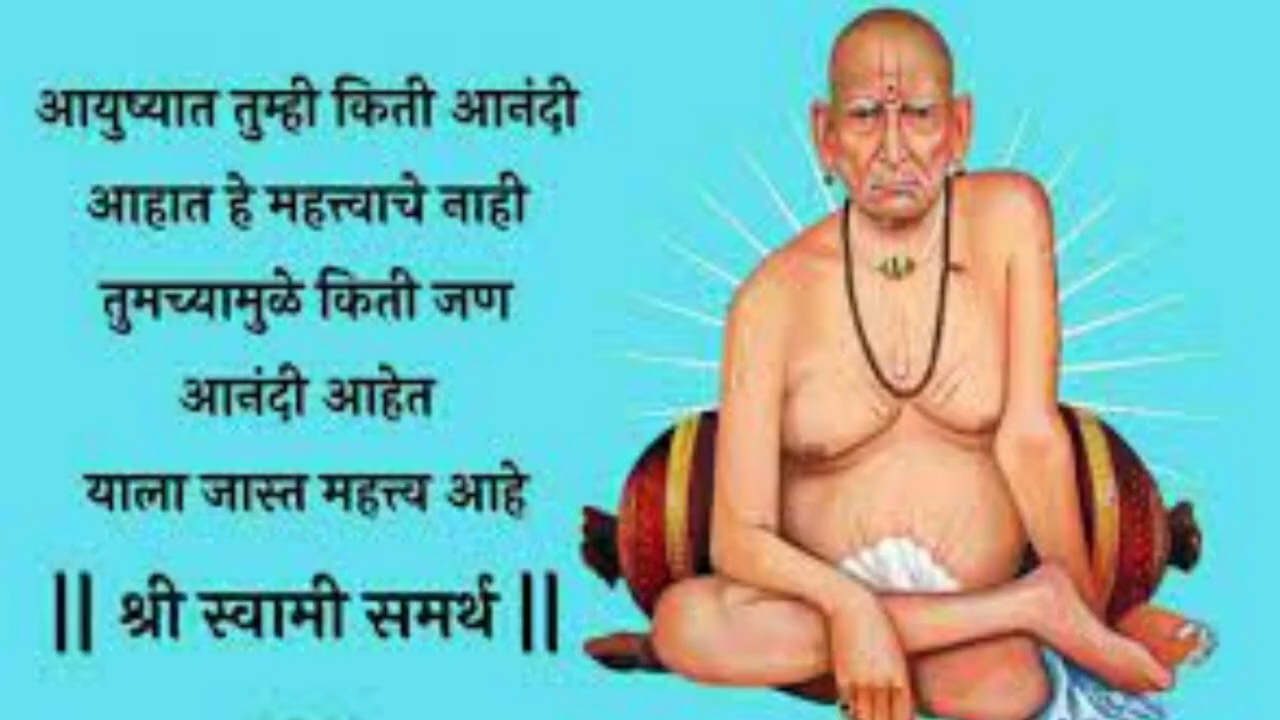 आयुष्यात तुम्ही किती आनंदी
आहात हे महत्त्वाचे नाही
तुमच्यामुळे किती जण
आनंदी आहेत
याला जास्त महत्त्व आहे
|| श्री स्वामी समर्थ ||